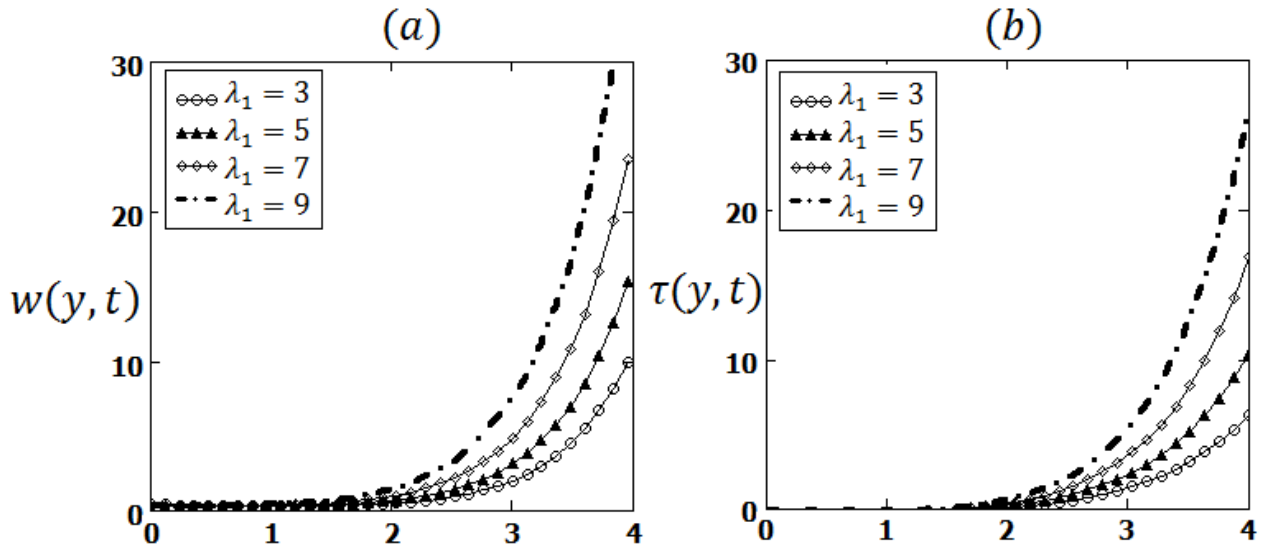 (a)
30
λ₁ = 3
λ₁ = 5
λ₁ = 7
λ₁ = 9
20
w(y, t)
10
0
0 1 2 3 4
(b)
30
λ₁ = 3
λ₁ = 5
λ₁ = 7
λ₁ = 9
20
τ(y, t)
10
0
0 1 2 3 4